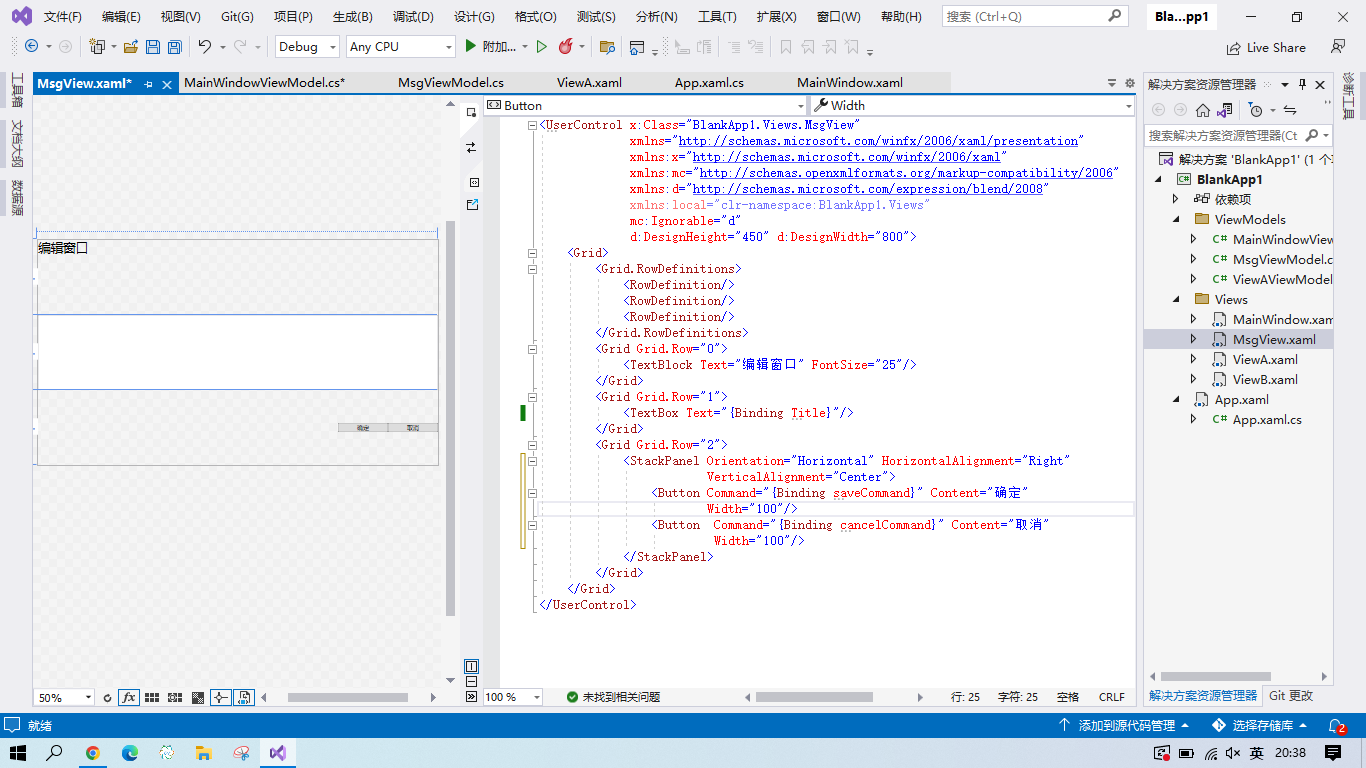 文件(F) 编辑(E) 视图(V) Git(G) 项目(P) 生成(B) 调试(D) 设计(G) 格式(O) 测试(S) 分析(N) 工具(T) 扩展(X) 窗口(W) 帮助(H) 搜索 (Ctrl+Q) Bla...pp1
Debug Any CPU 附加... Live Share
工具箱
文档大纲
数据源
MsgView.xaml* MainWindowViewModel.cs* MsgViewModel.cs ViewA.xaml App.xaml.cs MainWindow.xaml
Button Width
编辑窗口
确定 取消
<UserControl x:Class="BlankApp1.Views.MsgView"
xmlns="http://schemas.microsoft.com/winfx/2006/xaml/presentation"
xmlns:x="http://schemas.microsoft.com/winfx/2006/xaml"
xmlns:mc="http://schemas.openxmlformats.org/markup-compatibility/2006"
xmlns:d="http://schemas.microsoft.com/expression/blend/2008"
xmlns:local="clr-namespace:BlankApp1.Views"
mc:Ignorable="d"
d:DesignHeight="450" d:DesignWidth="800">
<Grid>
<Grid.RowDefinitions>
<RowDefinition/>
<RowDefinition/>
<RowDefinition/>
</Grid.RowDefinitions>
<Grid Grid.Row="0">
<TextBlock Text="编辑窗口" FontSize="25"/>
</Grid>
<Grid Grid.Row="1">
<TextBox Text="{Binding Title}"/>
</Grid>
<Grid Grid.Row="2">
<StackPanel Orientation="Horizontal" HorizontalAlignment="Right"
VerticalAlignment="Center">
<Button Command="{Binding saveCommand}" Content="确定"
Width="100"/>
<Button  Command="{Binding cancelCommand}" Content="取消"
Width="100"/>
</StackPanel>
</Grid>
</Grid>
</UserControl>
50% fx
100 % 未找到相关问题 行: 25 字符: 25 空格 CRLF
解决方案资源管理器
搜索解决方案资源管理器(Ct
解决方案 'BlankApp1' (1 个
C# BlankApp1
依赖项
ViewModels
C# MainWindowView
C# MsgViewModel.c
C# ViewAViewModel
Views
MainWindow.xam
MsgView.xaml
ViewA.xaml
ViewB.xaml
App.xaml
C# App.xaml.cs
解决方案资源管理器 Git 更改
诊断工具
就绪 添加到源代码管理 选择存储库 2
英 20:38